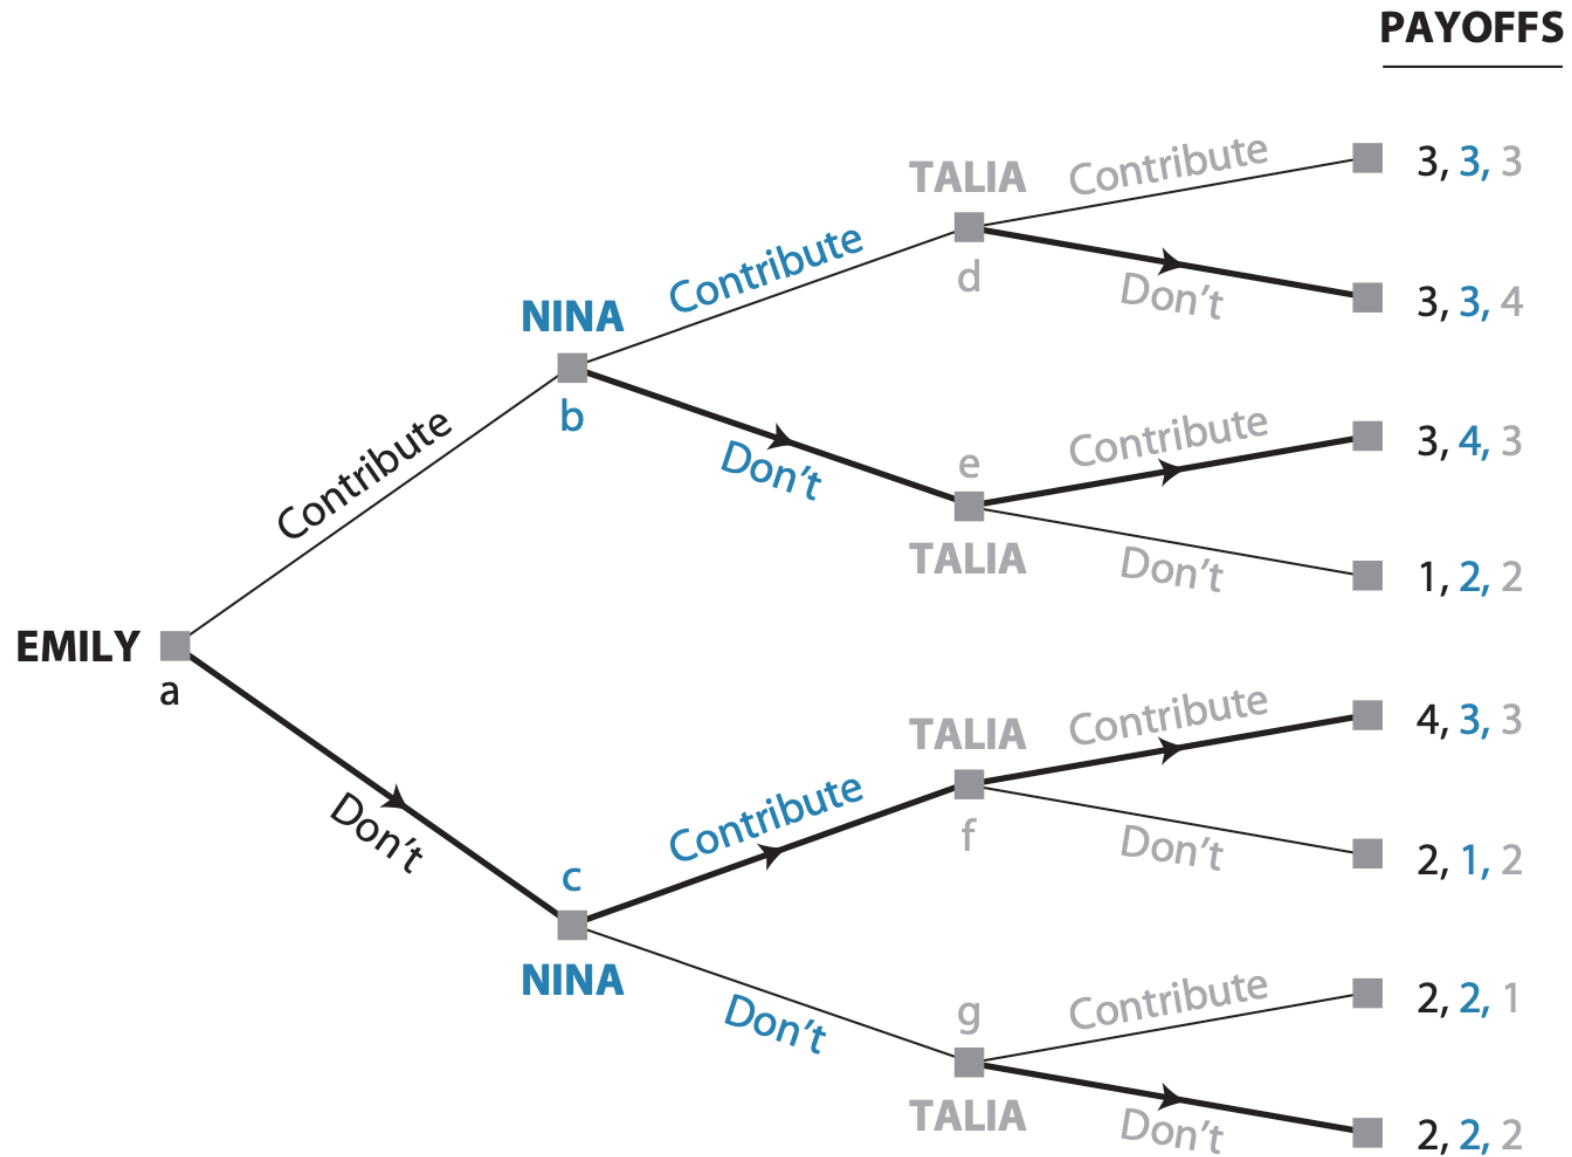 PAYOFFS
TALIA
Contribute
3, 3, 3
Contribute
d
Don't
3, 3, 4
NINA
b
Contribute
Don't
e
Contribute
3, 4, 3
TALIA
Don't
1, 2, 2
EMILY
a
Don't
TALIA
Contribute
4, 3, 3
Contribute
f
Don't
2, 1, 2
c
NINA
Don't
g
Contribute
2, 2, 1
TALIA
Don't
2, 2, 2